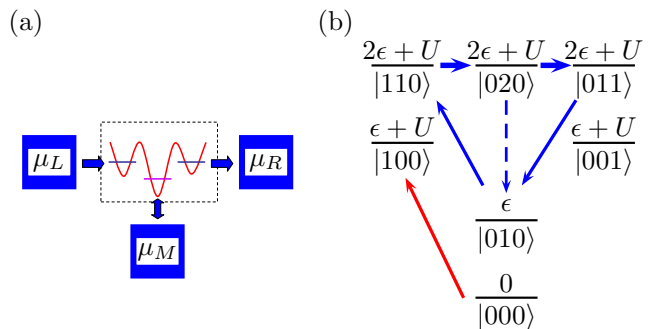 (a)
(b)
μ_L
μ_R
μ_M
2ϵ + U 2ϵ + U 2ϵ + U
|110⟩ |020⟩ |011⟩
ϵ + U ϵ + U
|100⟩ |001⟩
ϵ
|010⟩
0
|000⟩